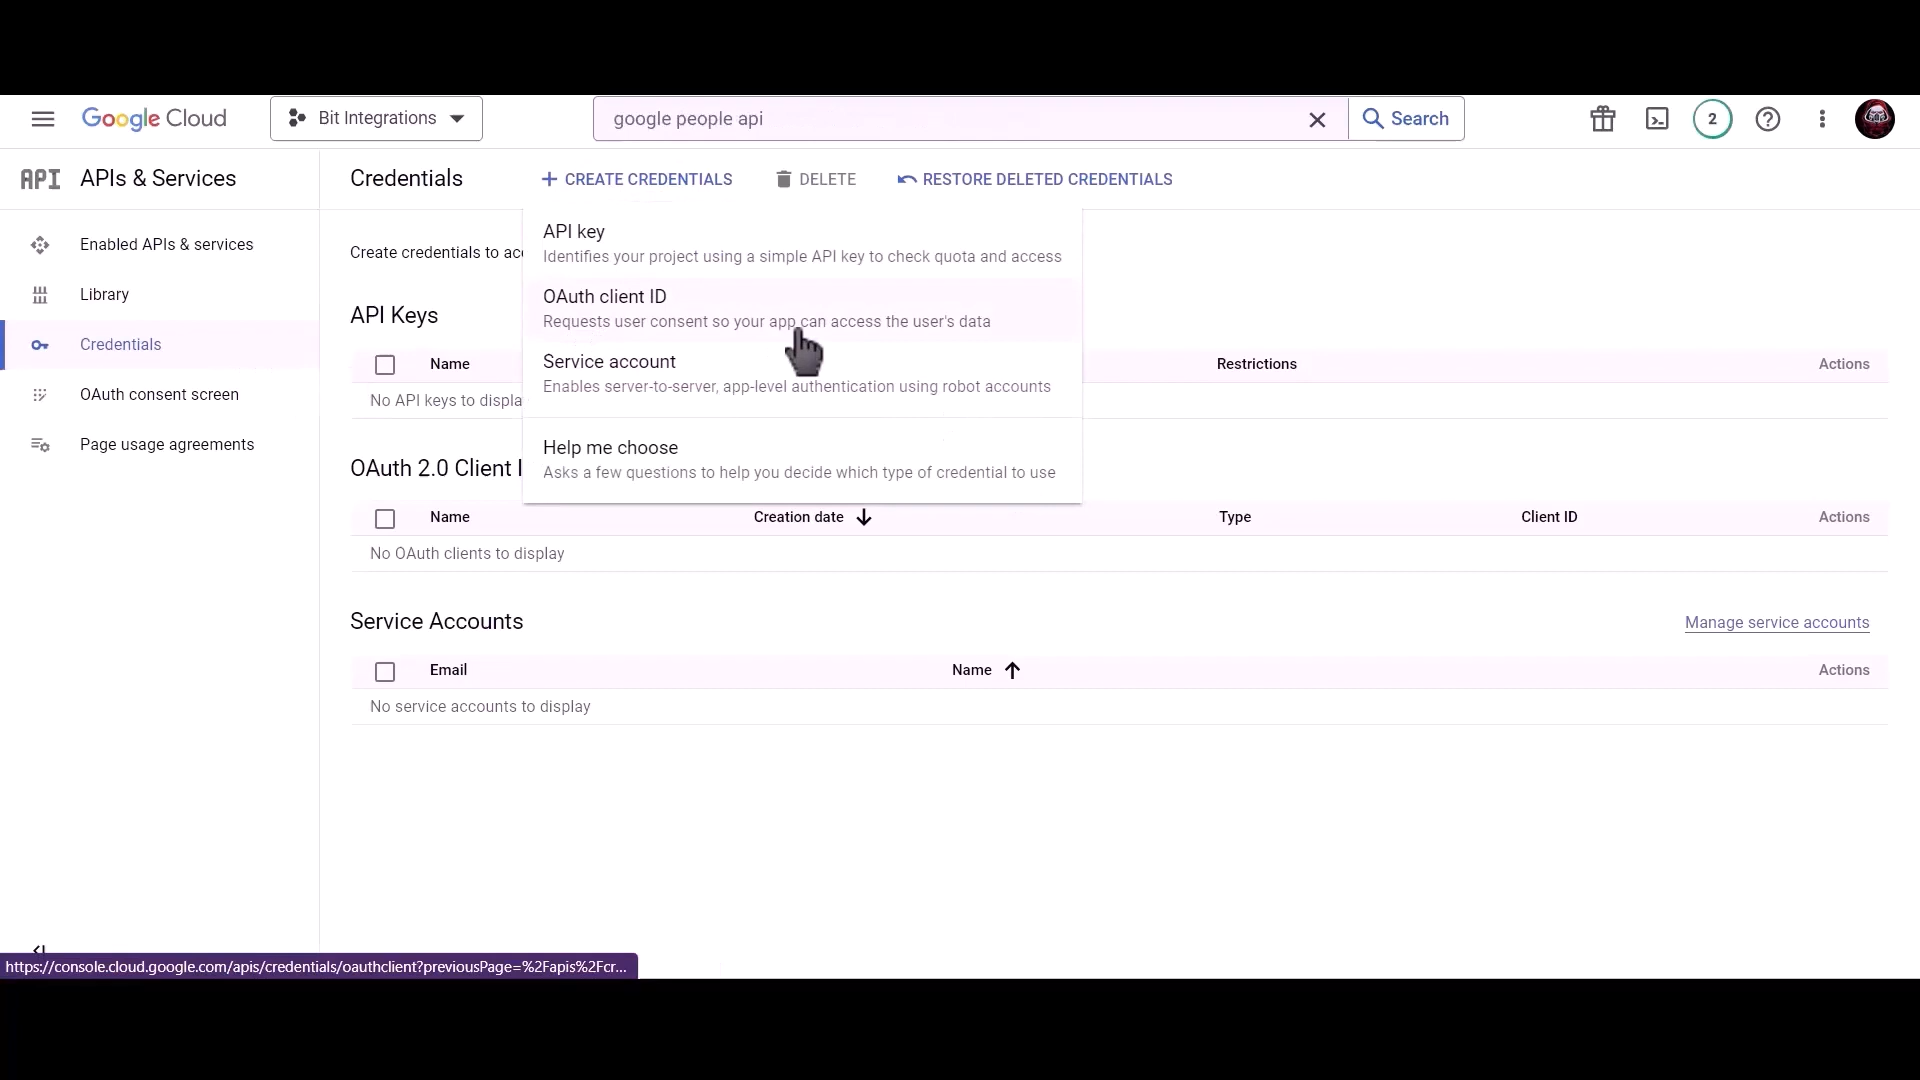 Google Cloud
Bit Integrations
google people api
Search
2
API
APIs & Services
Credentials
CREATE CREDENTIALS
DELETE
RESTORE DELETED CREDENTIALS
Enabled APIs & services
Library
Credentials
OAuth consent screen
Page usage agreements
Create credentials to acc
API key
Identifies your project using a simple API key to check quota and access
OAuth client ID
Requests user consent so your app can access the user's data
Service account
Enables server-to-server, app-level authentication using robot accounts
Help me choose
Asks a few questions to help you decide which type of credential to use
API Keys
Name
Restrictions
Actions
No API keys to displa
OAuth 2.0 Client I
Name
Creation date
Type
Client ID
Actions
No OAuth clients to display
Service Accounts
Manage service accounts
Email
Name
Actions
No service accounts to display
https://console.cloud.google.com/apis/credentials/oauthclient?previousPage=%2Fapis%2Fcr...